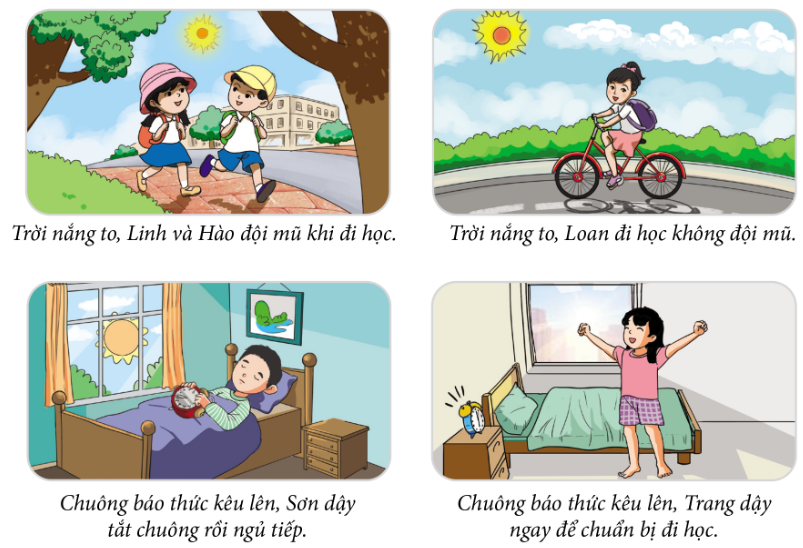 Trời nắng to, Linh và Hào đội mũ khi đi học.
Trời nắng to, Loan đi học không đội mũ.
Chuông báo thức kêu lên, Sơn dậy
tắt chuông rồi ngủ tiếp.
Chuông báo thức kêu lên, Trang dậy
ngay để chuẩn bị đi học.